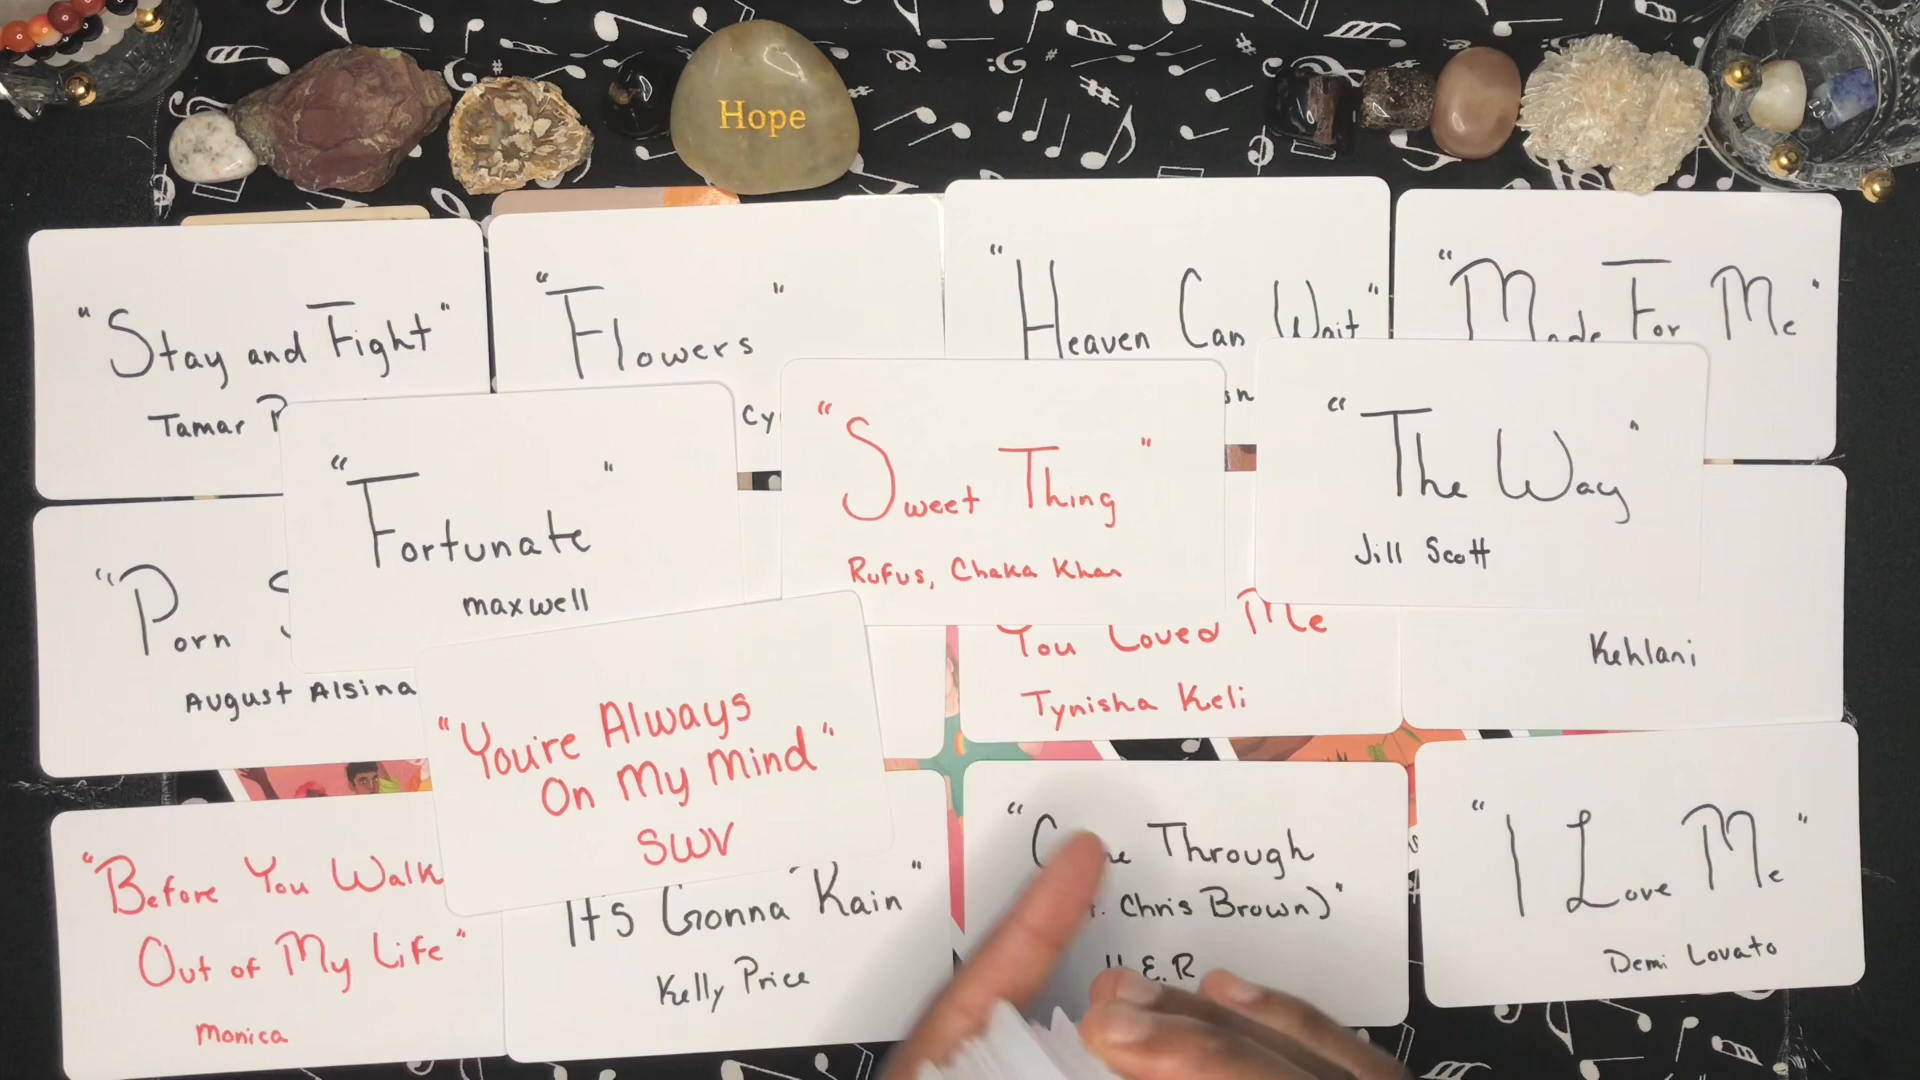 Hope
"Stay and Fight"
Tamar
"Flowers"
Cy
"Heaven Can Wait"
sn
"Made For Me"
"Fortunate"
maxwell
"Sweet Thing"
Rufus, Chaka Khan
"The Way"
Jill Scott
"Porn S
August Alsina
You Loved Me
Tynisha Keli
Kehlani
"You're Always
On My Mind"
SWV
"Before You Walk
Out of My Life"
Monica
It's Gonna Rain"
Kelly Price
Through
Chris Brown)"
H.E.R
"I Love Me"
Demi Lovato